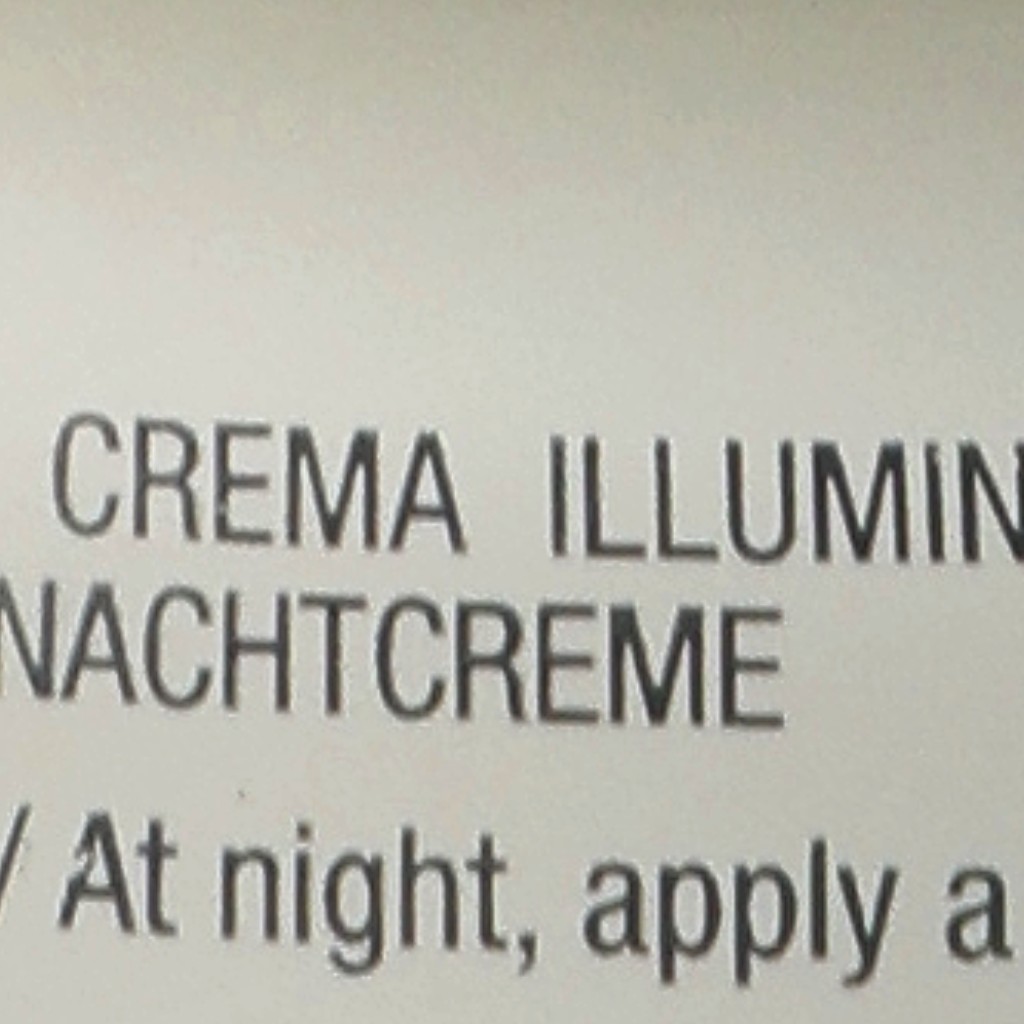 CREMA ILLUMIN
NACHTCREME
/ At night, apply a